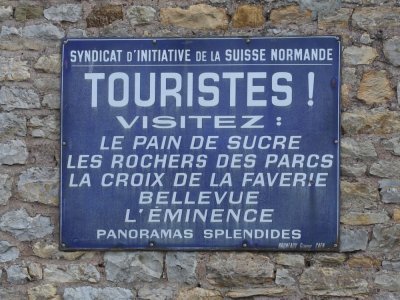 SYNDICAT D'INITIATIVE DE LA SUISSE NORMANDE
TOURISTES !
VISITEZ :
LE PAIN DE SUCRE
LES ROCHERS DES PARCS
LA CROIX DE LA FAVERIE
BELLEVUE
L'ÉMINENCE
PANORAMAS SPLENDIDES